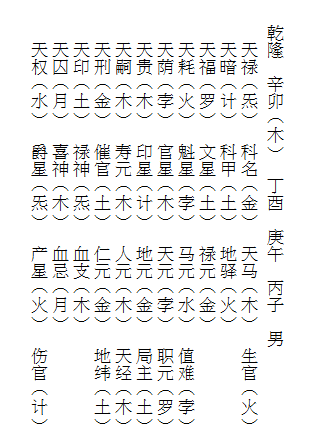 乾隆 辛卯（木） 丁酉 庚午 丙子 男
天禄（炁） 科名（金） 天马（木） 生官（火）
天暗（计） 科甲（土） 地驿（火）
天福（罗） 文星（土） 禄元（金）
天耗（火） 魁星（孛） 马元（水） 值难（孛）
天荫（孛） 官星（木） 天元（孛） 职元（罗）
天贵（木） 印星（计） 地元（金） 局主（土）
天嗣（木） 寿元（木） 人元（木） 天经（木）
天刑（金） 催官（土） 仁元（金） 地纬（土）
天印（土） 禄神（炁） 血支（木）
天囚（月） 喜神（木） 血忌（月）
天权（水） 爵星（炁） 产星（火） 伤官（计）